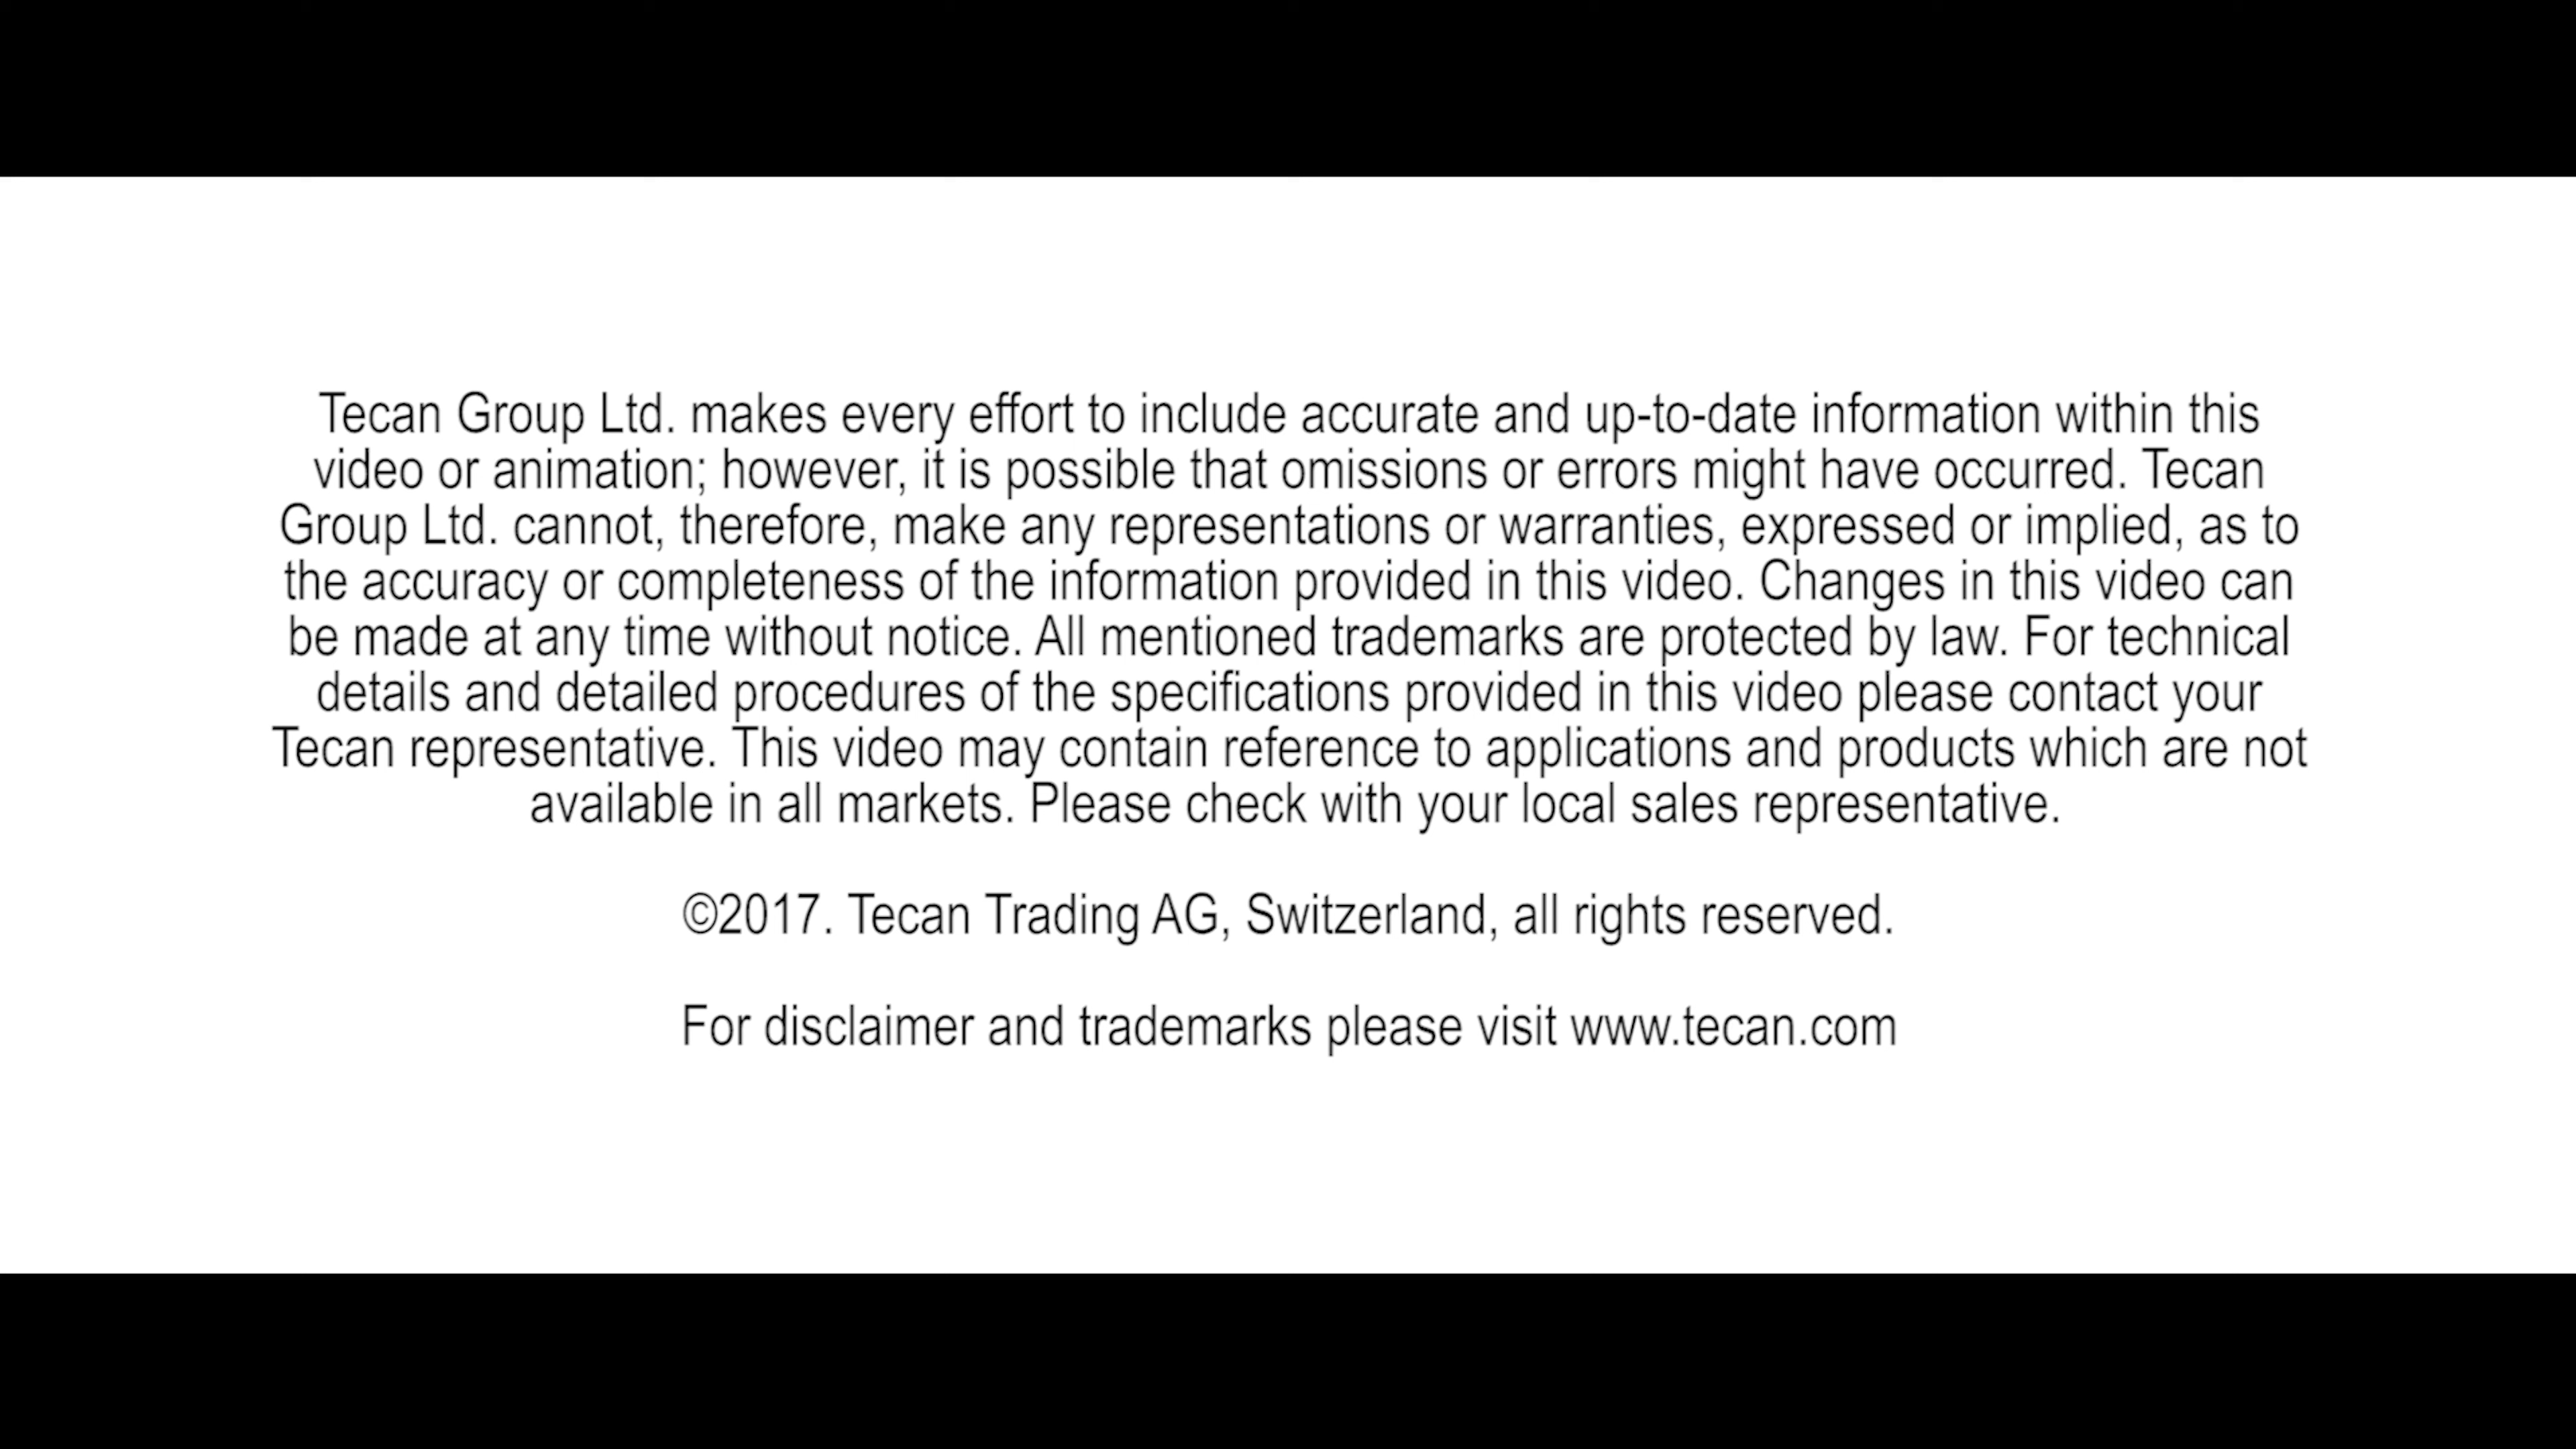 Tecan Group Ltd. makes every effort to include accurate and up-to-date information within this
video or animation; however, it is possible that omissions or errors might have occurred. Tecan
Group Ltd. cannot, therefore, make any representations or warranties, expressed or implied, as to
the accuracy or completeness of the information provided in this video. Changes in this video can
be made at any time without notice. All mentioned trademarks are protected by law. For technical
details and detailed procedures of the specifications provided in this video please contact your
Tecan representative. This video may contain reference to applications and products which are not
available in all markets. Please check with your local sales representative.
©2017. Tecan Trading AG, Switzerland, all rights reserved.
For disclaimer and trademarks please visit www.tecan.com